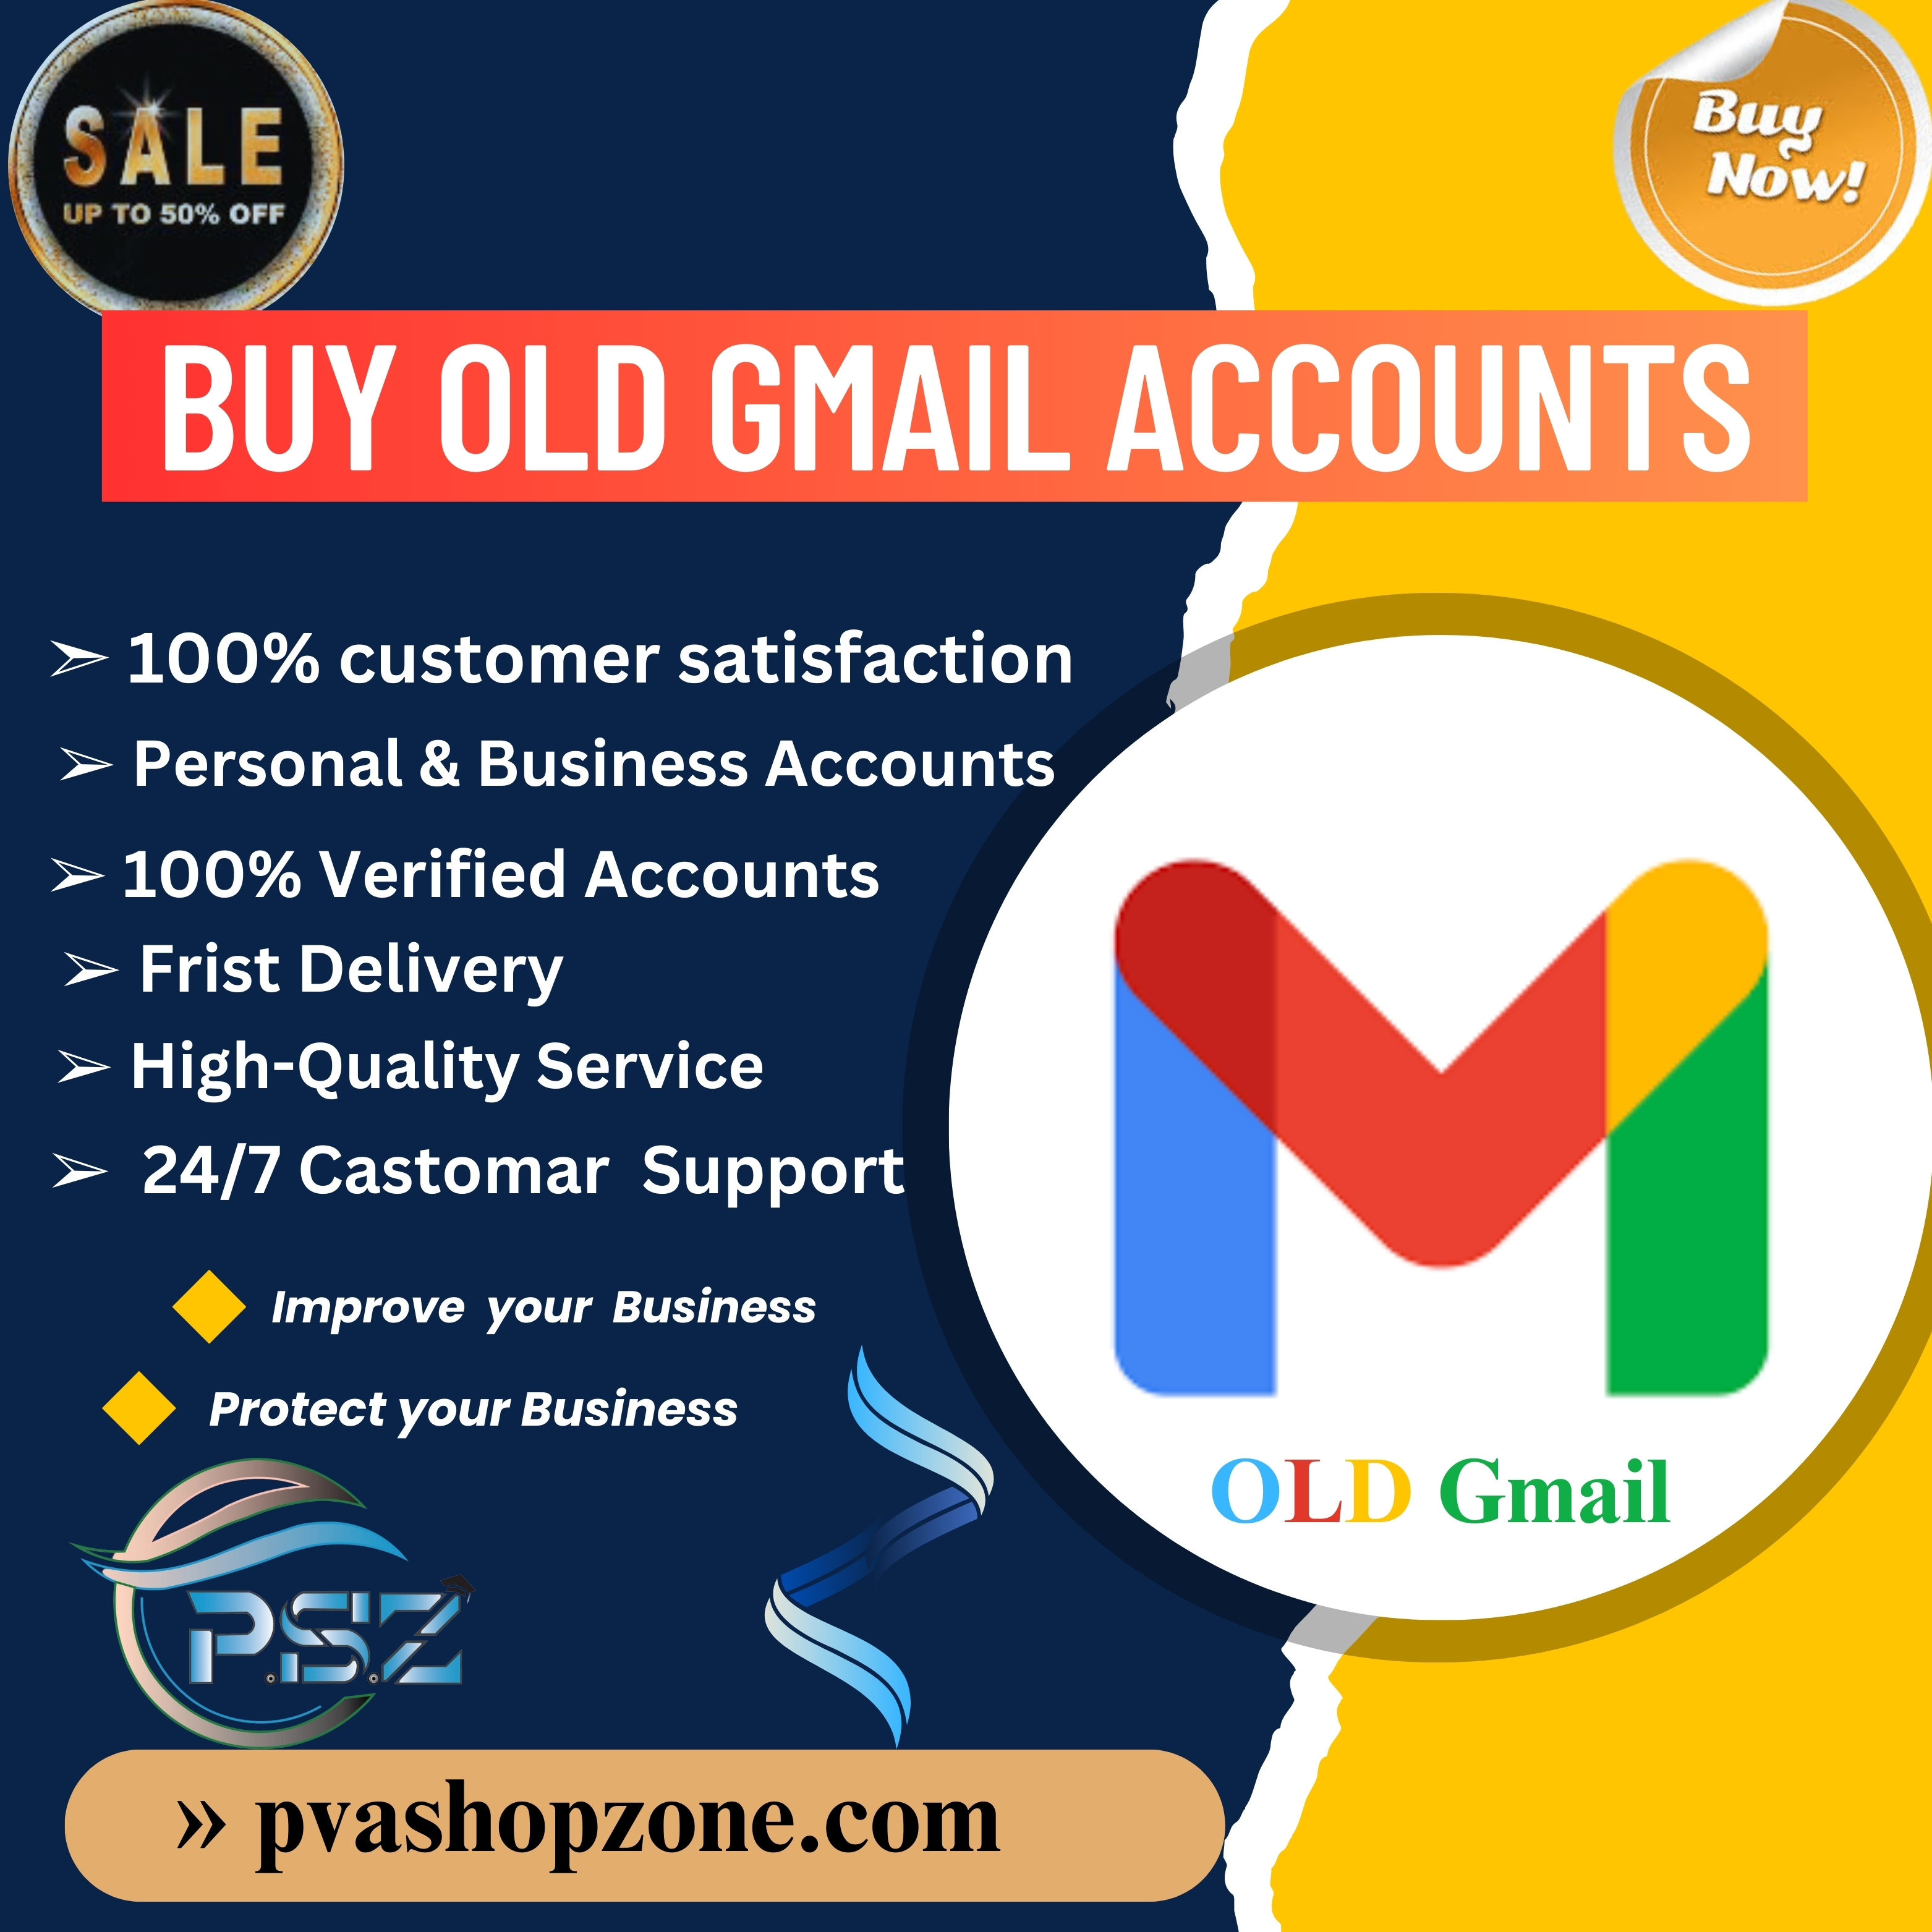 SALE
UP TO 50% OFF
Buy
Now!
BUY OLD GMAIL ACCOUNTS
➢ 100% customer satisfaction
➢ Personal & Business Accounts
➢ 100% Verified Accounts
➢ Frist Delivery
➢ High-Quality Service
➢ 24/7 Castomar Support
Improve your Business
Protect your Business
OLD Gmail
P.S.Z
» pvashopzone.com